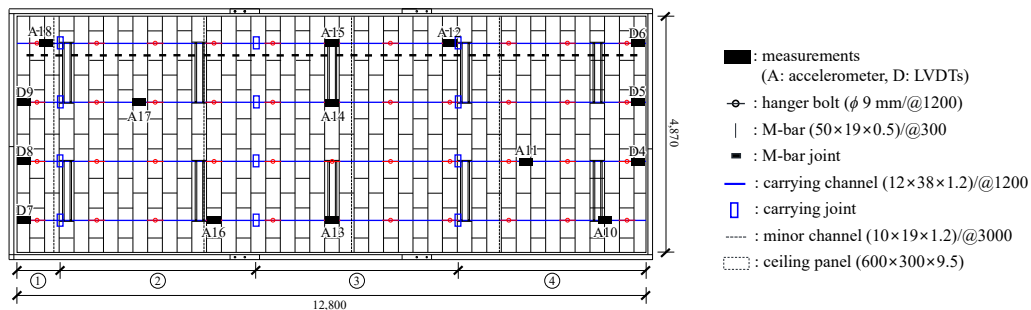 A18
A15
A12
D6
D9
A17
A14
D5
4,870
D8
A11
D4
D7
A16
A13
A10
① ② ③ ④
12,800
: measurements
(A: accelerometer, D: LVDTs)
: hanger bolt (ϕ 9 mm/@1200)
: M-bar (50×19×0.5)/@300
: M-bar joint
: carrying channel (12×38×1.2)/@1200
: carrying joint
: minor channel (10×19×1.2)/@3000
: ceiling panel (600×300×9.5)